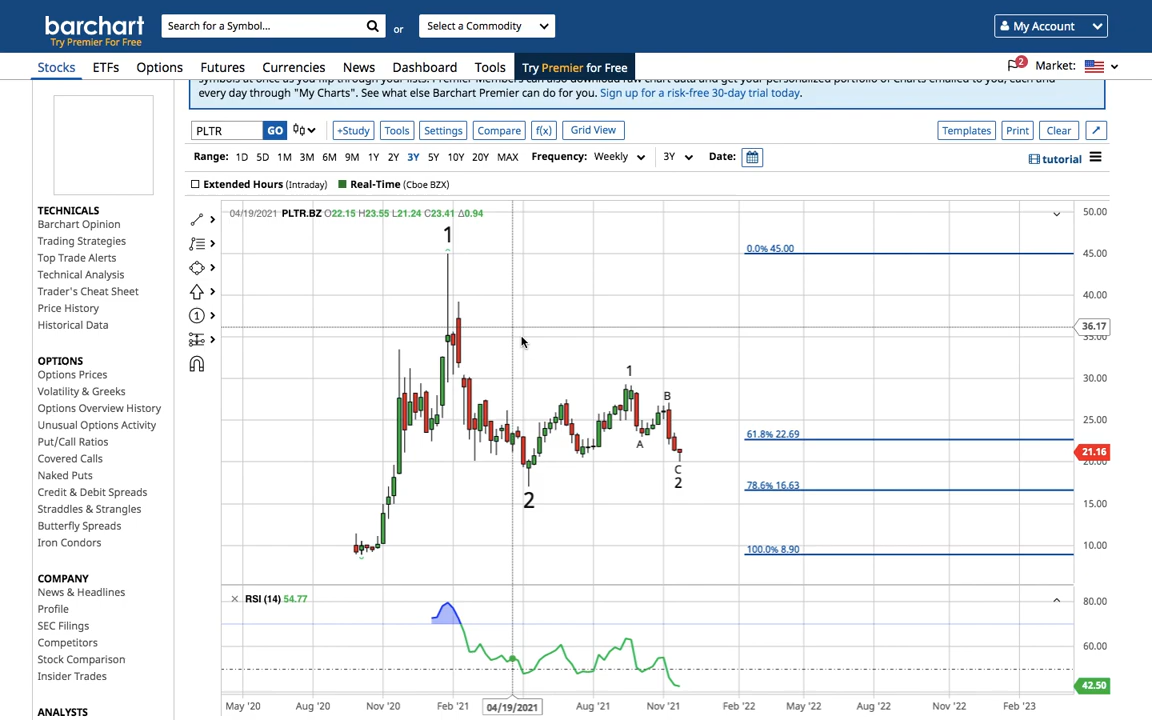 barchart
Try Premier For Free
Search for a Symbol...
or
Select a Commodity
My Account
Stocks ETFs Options Futures Currencies News Dashboard Tools Try Premier for Free
2 Market:
every day through "My Charts". See what else Barchart Premier can do for you. Sign up for a risk-free 30-day trial today.
PLTR GO +Study Tools Settings Compare f(x) Grid View Templates Print Clear
Range: 1D 5D 1M 3M 6M 9M 1Y 2Y 3Y 5Y 10Y 20Y MAX Frequency: Weekly 3Y Date: tutorial
Extended Hours (Intraday) Real-Time (Cboe BZX)
TECHNICALS
Barchart Opinion
Trading Strategies
Top Trade Alerts
Technical Analysis
Trader's Cheat Sheet
Price History
Historical Data
OPTIONS
Options Prices
Volatility & Greeks
Options Overview History
Unusual Options Activity
Put/Call Ratios
Covered Calls
Naked Puts
Credit & Debit Spreads
Straddles & Strangles
Butterfly Spreads
Iron Condors
COMPANY
News & Headlines
Profile
SEC Filings
Competitors
Stock Comparison
Insider Trades
ANALYSTS
04/19/2021 PLTR.BZ O22.15 H23.55 L21.24 C23.41 Δ0.94
1
1
B
A
C
2
2
1
0.0% 45.00
61.8% 22.69
78.6% 16.63
100.0% 8.90
50.00
45.00
40.00
36.17
35.00
30.00
25.00
21.16
20.00
15.00
10.00
RSI (14) 54.77
80.00
60.00
42.50
May '20 Aug '20 Nov '20 Feb '21 04/19/2021 Aug '21 Nov '21 Feb '22 May '22 Aug '22 Nov '22 Feb '23